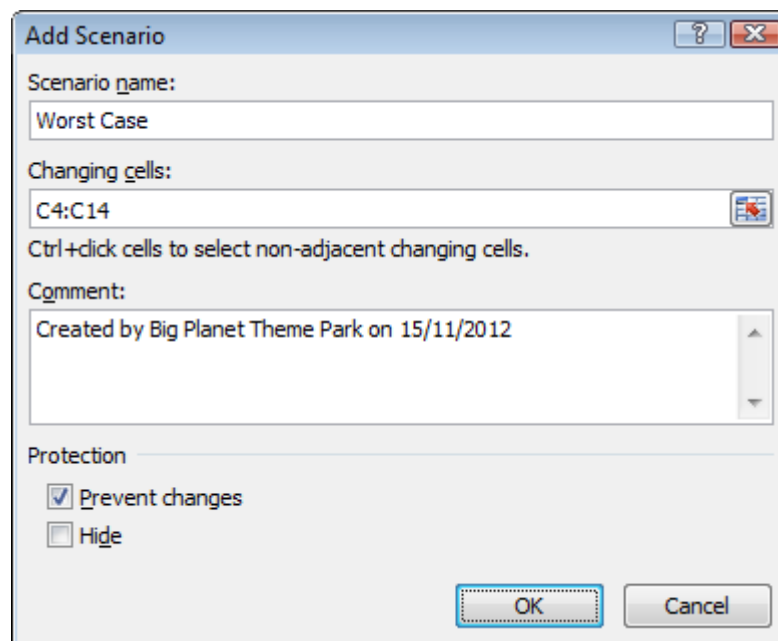 Add Scenario
Scenario name:
Worst Case
Changing cells:
C4:C14
Ctrl+click cells to select non-adjacent changing cells.
Comment:
Created by Big Planet Theme Park on 15/11/2012
Protection
Prevent changes
Hide
OK Cancel